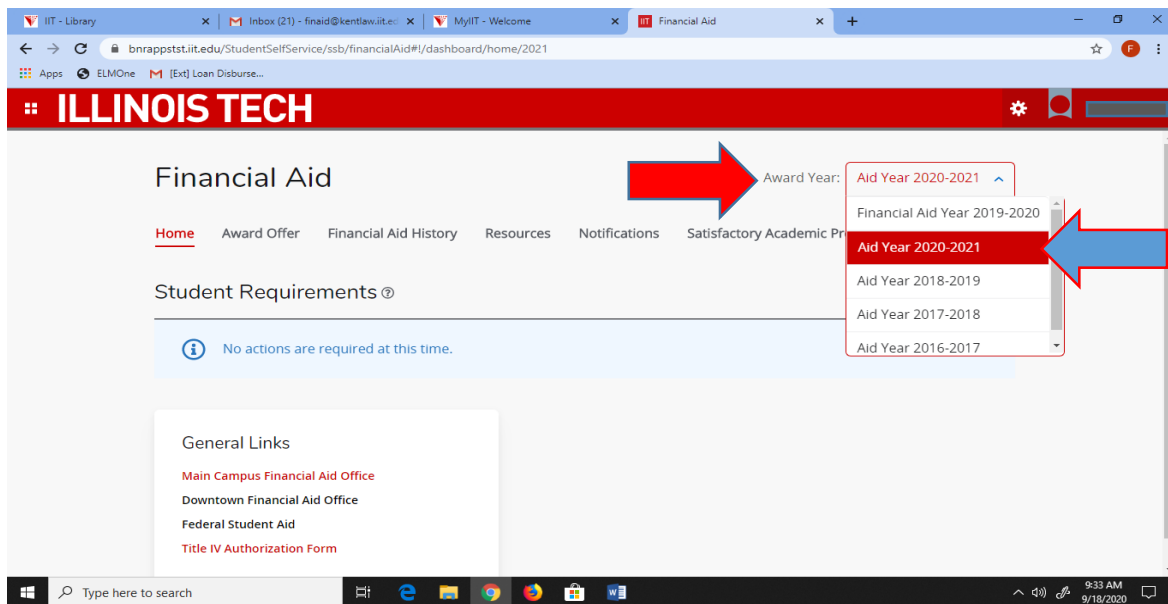 IIT - Library
Inbox (21) - finaid@kentlaw.iit.ed
MyIIT - Welcome
Financial Aid
bnrappstst.iit.edu/StudentSelfService/ssb/financialAid#!/dashboard/home/2021
F
Apps
ELMOne
[Ext] Loan Disburse...
ILLINOIS TECH
Financial Aid
Award Year:
Aid Year 2020-2021
Financial Aid Year 2019-2020
Aid Year 2020-2021
Aid Year 2018-2019
Aid Year 2017-2018
Aid Year 2016-2017
Home
Award Offer
Financial Aid History
Resources
Notifications
Satisfactory Academic Pr
Student Requirements
No actions are required at this time.
General Links
Main Campus Financial Aid Office
Downtown Financial Aid Office
Federal Student Aid
Title IV Authorization Form
Type here to search
9:33 AM
9/18/2020